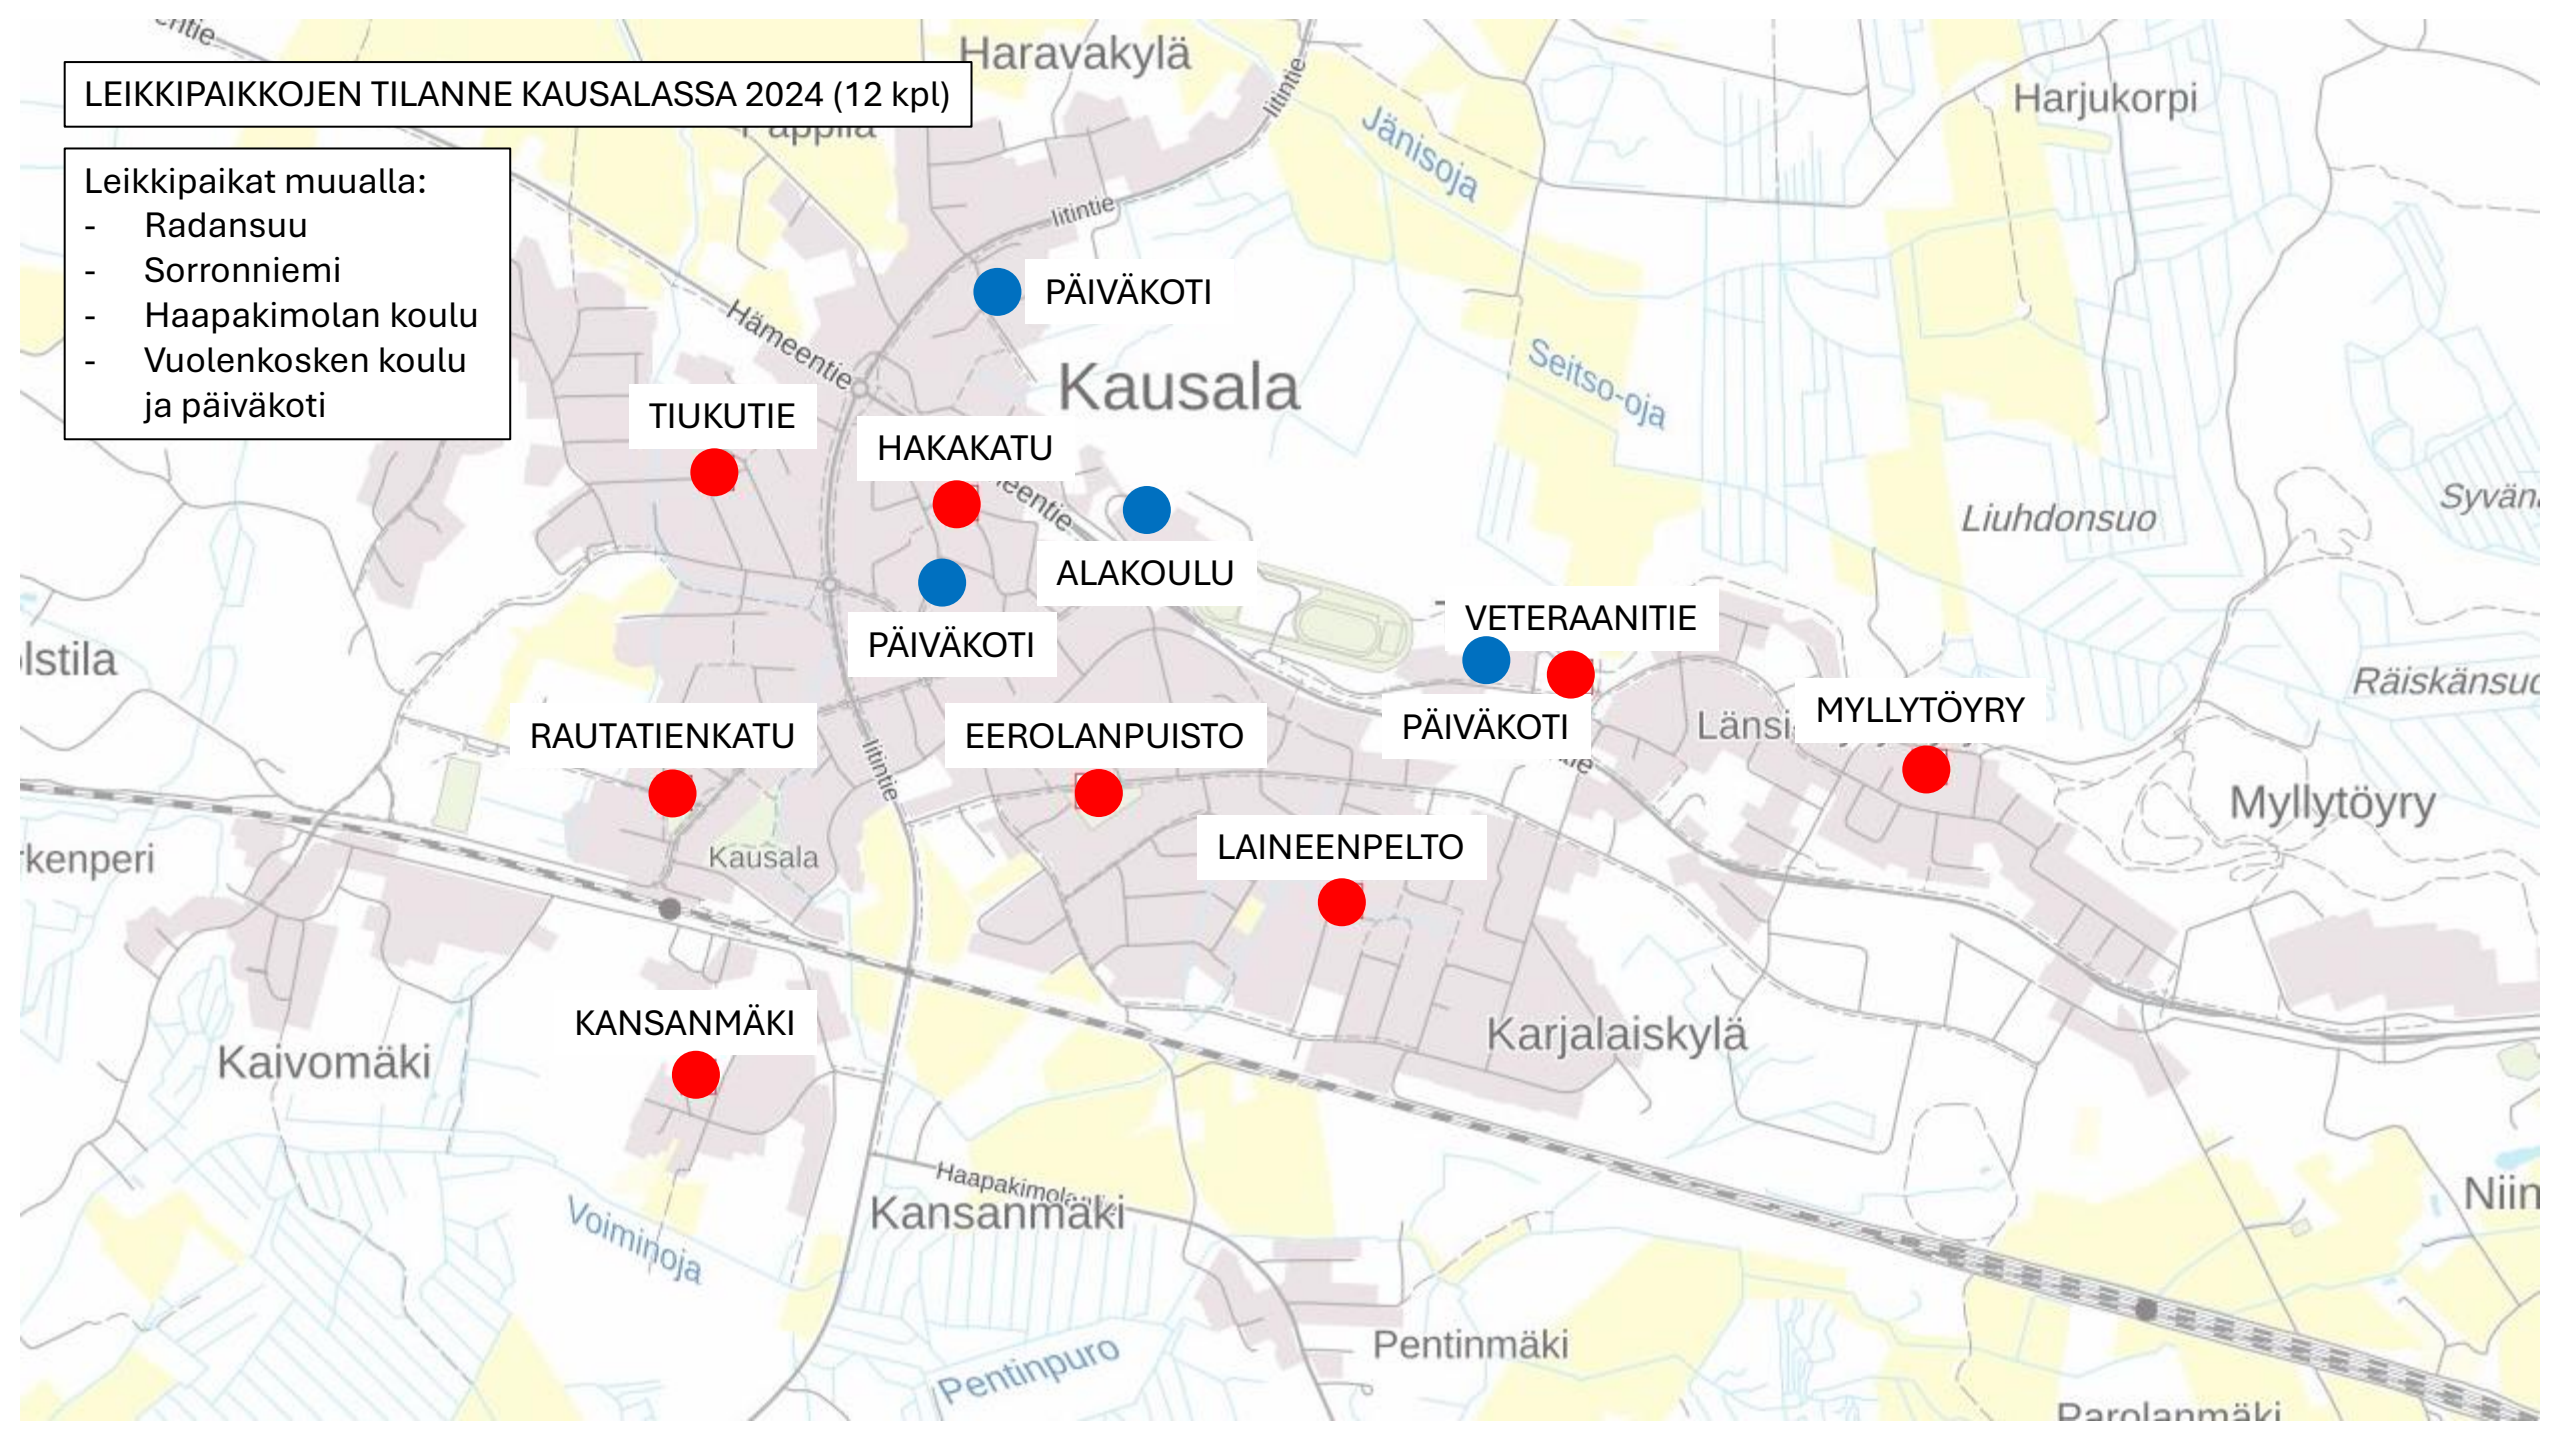 Haravakylä
Iitintie
Harjukorpi
LEIKKIPAIKKOJEN TILANNE KAUSALASSA 2024 (12 kpl)
Jänisoja
Leikkipaikat muualla:
- Radansuu
- Sorronniemi
- Haapakimolan koulu
- Vuolenkosken koulu
ja päiväkoti
Iitintie
PÄIVÄKOTI
Hämeentie
Kausala
Seitso-oja
TIUKUTIE
HAKAKATU
Liuhdonsuo
ALAKOULU
VETERAANITIE
PÄIVÄKOTI
Räiskänsuo
RAUTATIENKATU
EEROLANPUISTO
PÄIVÄKOTI
MYLLYTÖYRY
Iitintie
Myllytöyry
LAINEENPELTO
Kausala
KANSANMÄKI
Karjalaiskylä
Kaivomäki
Kansanmäki
Voiminoja
Pentinmäki
Pentinpuro
Parolanmäki